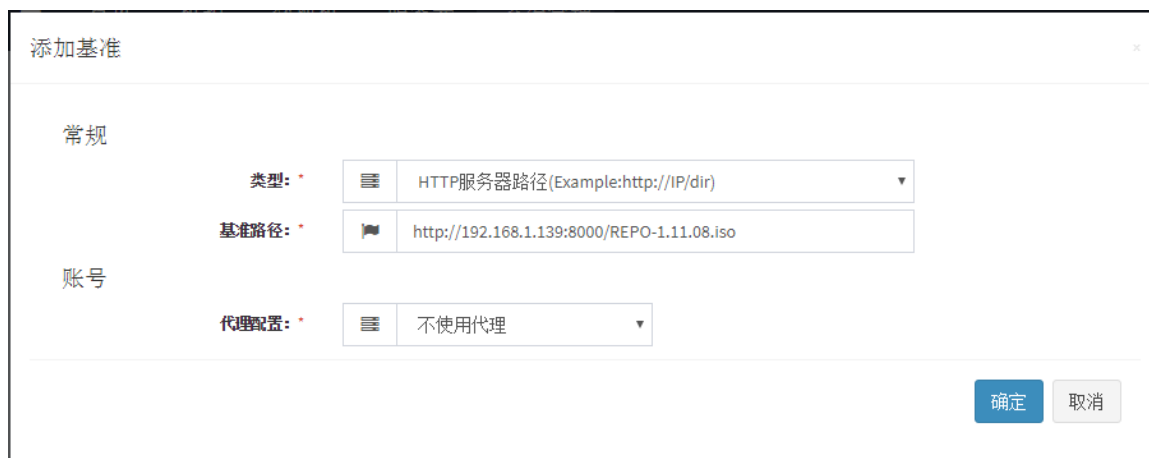 添加基准
×
常规
类型: *
HTTP服务器路径(Example:http://IP/dir)
基准路径: *
http://192.168.1.139:8000/REPO-1.11.08.iso
账号
代理配置: *
不使用代理
确定 取消